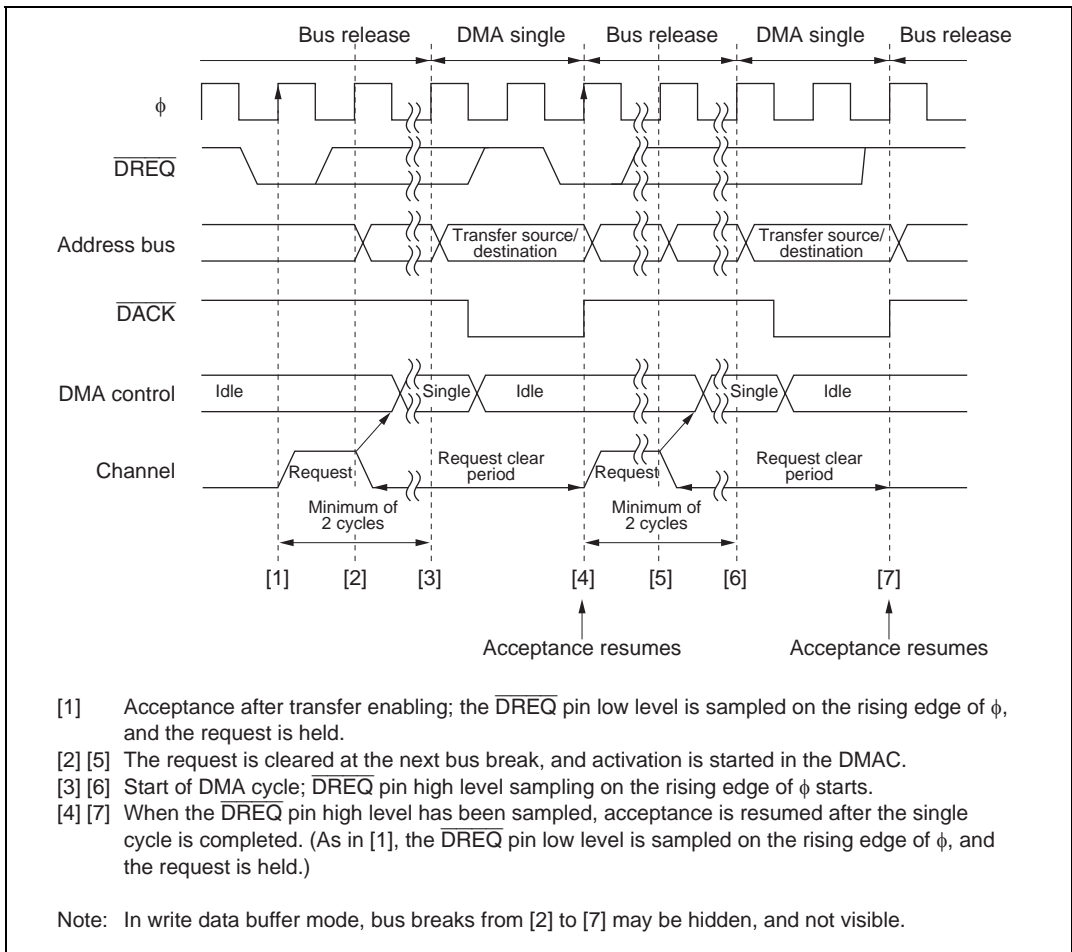 Bus release DMA single Bus release DMA single Bus release
ϕ
DREQ
Address bus
Transfer source/ Transfer source/
destination destination
DACK
DMA control Idle Single Idle Single Idle
Channel Request Request clear Request Request clear
period period
Minimum of Minimum of
2 cycles 2 cycles
[1] [2] [3] [4] [5] [6] [7]
Acceptance resumes Acceptance resumes
[1] Acceptance after transfer enabling; the DREQ pin low level is sampled on the rising edge of ϕ,
and the request is held.
[2] [5] The request is cleared at the next bus break, and activation is started in the DMAC.
[3] [6] Start of DMA cycle; DREQ pin high level sampling on the rising edge of ϕ starts.
[4] [7] When the DREQ pin high level has been sampled, acceptance is resumed after the single
cycle is completed. (As in [1], the DREQ pin low level is sampled on the rising edge of ϕ, and
the request is held.)
Note: In write data buffer mode, bus breaks from [2] to [7] may be hidden, and not visible.